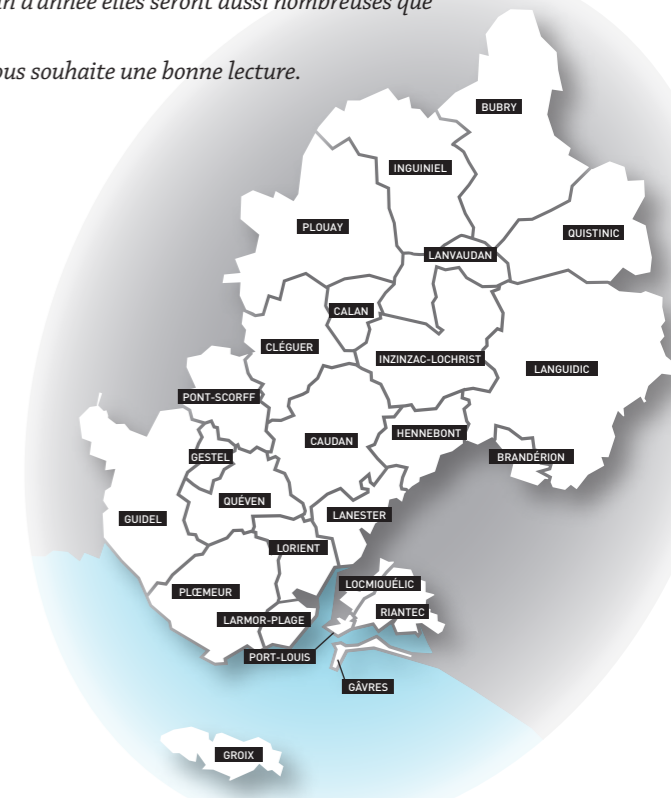 n d'année elles seront aussi nombreuses que
ous souhaite une bonne lecture.
BUBRY
INGUINIEL
PLOUAY
QUISTINIC
LANVAUDAN
CALAN
CLÉGUER
INZINZAC-LOCHRIST
LANGUIDIC
PONT-SCORFF
HENNEBONT
CAUDAN
GESTEL
BRANDÉRION
QUÉVEN
LANESTER
GUIDEL
LORIENT
LOCMIQUÉLIC
PLŒMEUR
RIANTEC
LARMOR-PLAGE
PORT-LOUIS
GÂVRES
GROIX